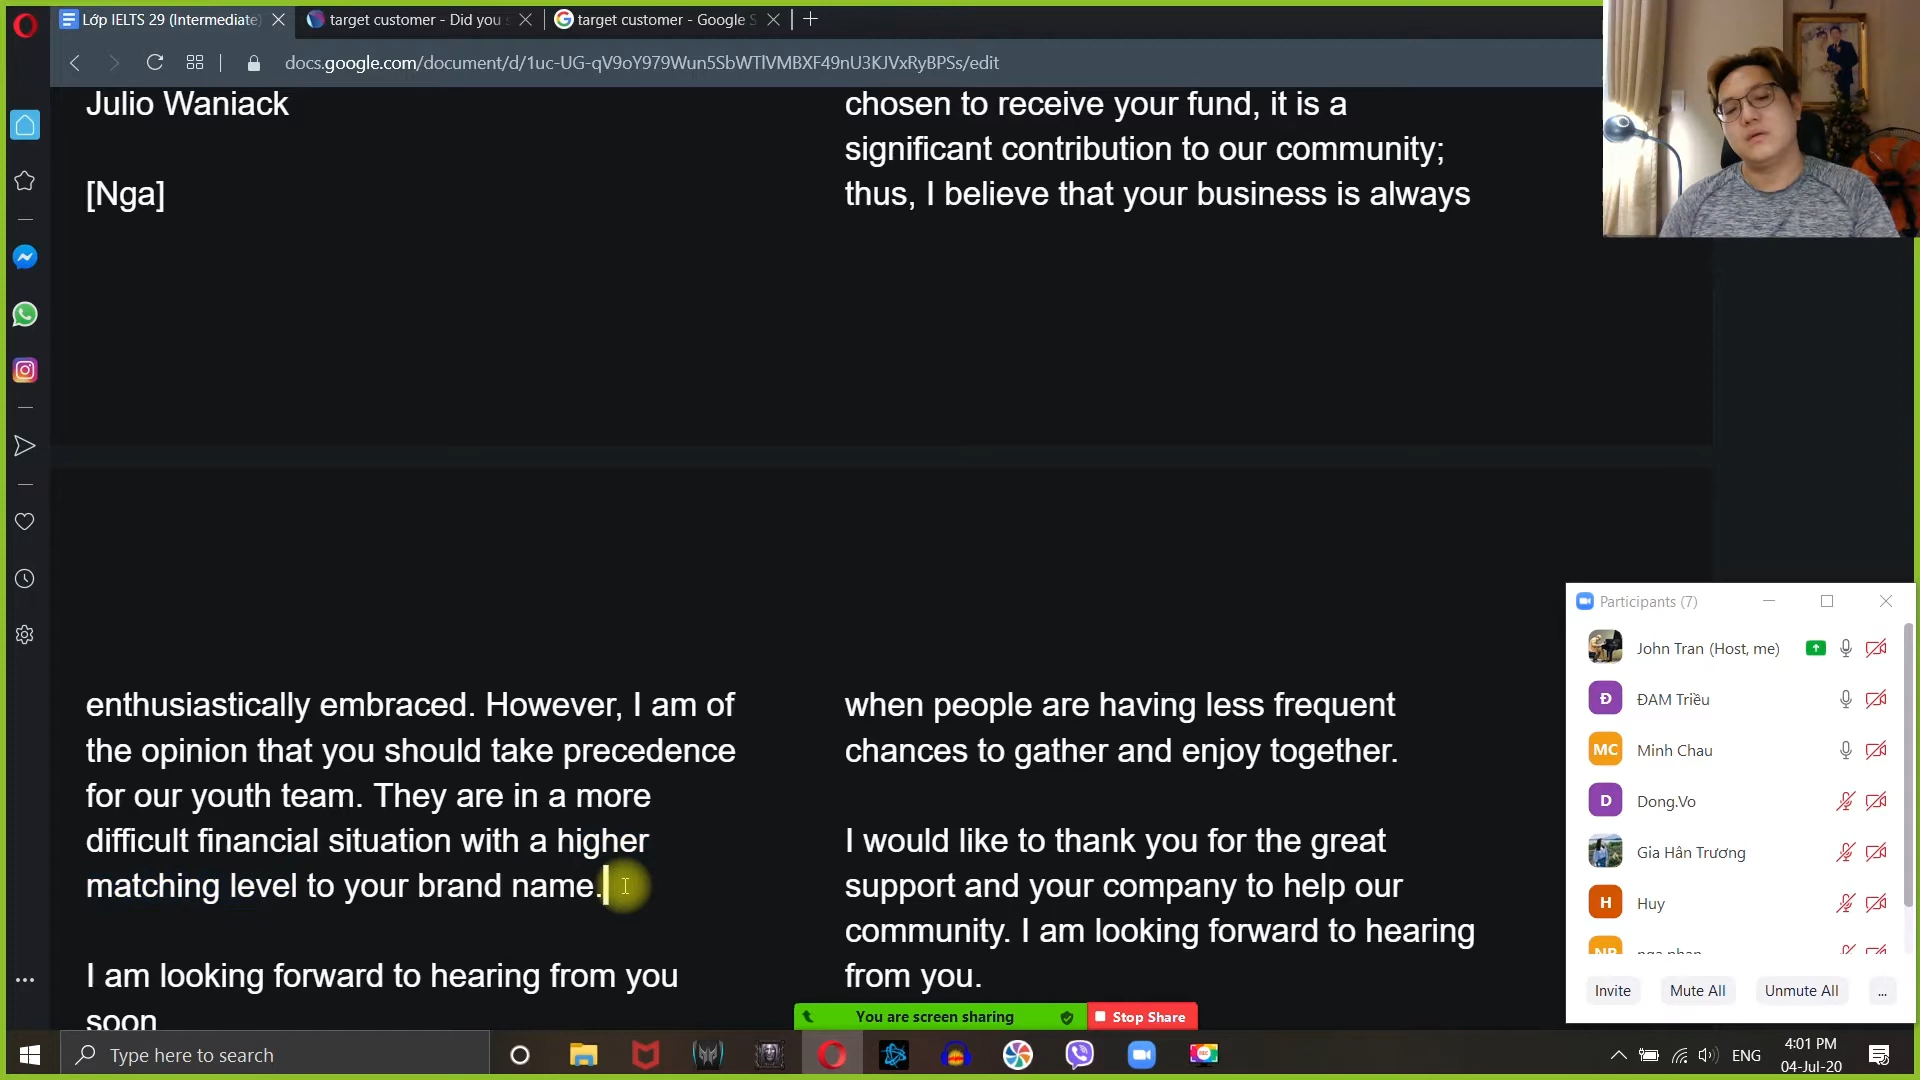 Lớp IELTS 29 (Intermediate)
target customer - Did you
target customer - Google S
docs.google.com/document/d/1uc-UG-qV9oY979Wun5SbWTlVMBXF49nU3KJVxRyBPSs/edit
Julio Waniack
[Nga]
chosen to receive your fund, it is a
significant contribution to our community;
thus, I believe that your business is always
enthusiastically embraced. However, I am of
the opinion that you should take precedence
for our youth team. They are in a more
difficult financial situation with a higher
matching level to your brand name.
I am looking forward to hearing from you
soon
when people are having less frequent
chances to gather and enjoy together.
I would like to thank you for the great
support and your company to help our
community. I am looking forward to hearing
from you.
Participants (7)
John Tran (Host, me)
Đ ĐAM Triều
MC Minh Chau
D Dong.Vo
Gia Hân Trương
H Huy
NP nga phan
Invite
Mute All
Unmute All
...
You are screen sharing
Stop Share
Type here to search
ENG
4:01 PM
04-Jul-20